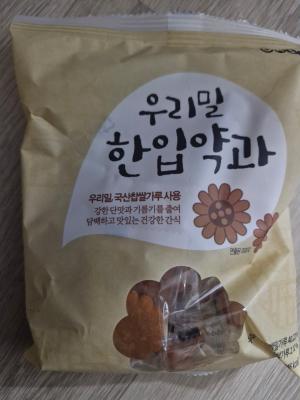 우리밀
한입약과
우리밀, 국산찹쌀가루 사용
강한 단맛과 기름기를 줄여
담백하고 맛있는 건강한 간식